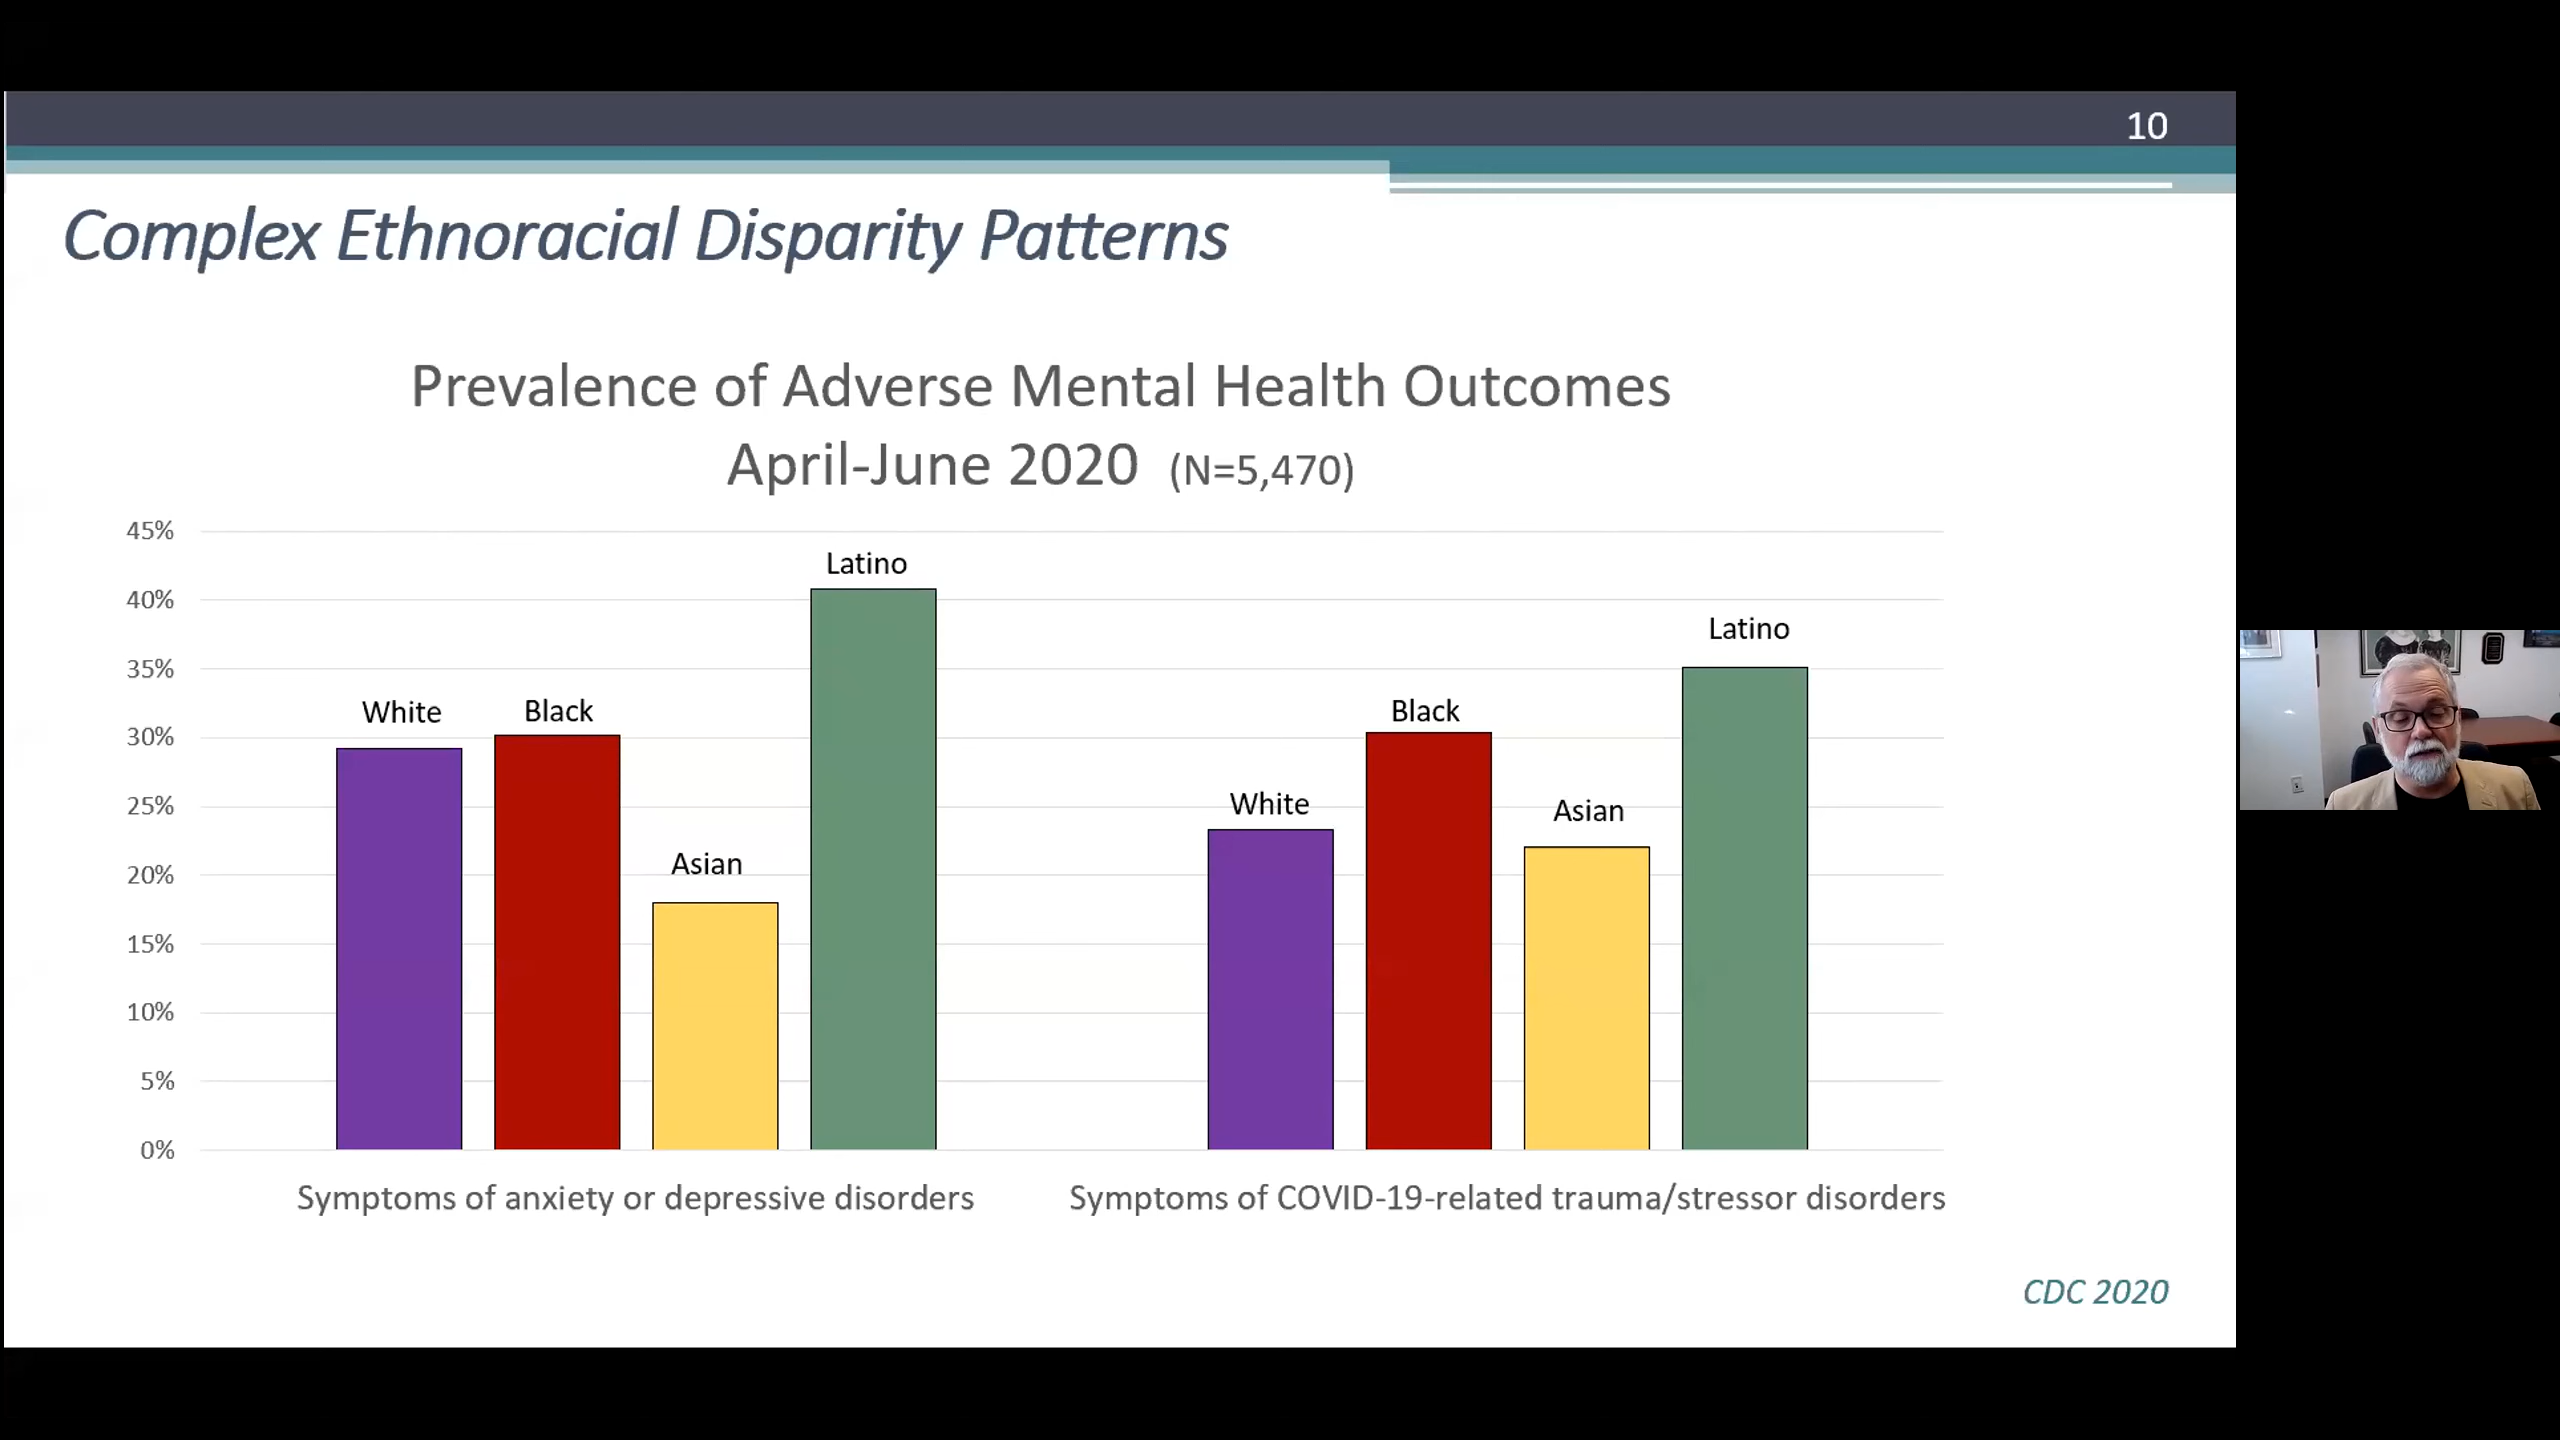 10
Complex Ethnoracial Disparity Patterns
Prevalence of Adverse Mental Health Outcomes
April-June 2020 (N=5,470)
45%
40%
35%
30%
25%
20%
15%
10%
5%
0%
White
Black
Asian
Latino
White
Black
Asian
Latino
Symptoms of anxiety or depressive disorders
Symptoms of COVID-19-related trauma/stressor disorders
CDC 2020